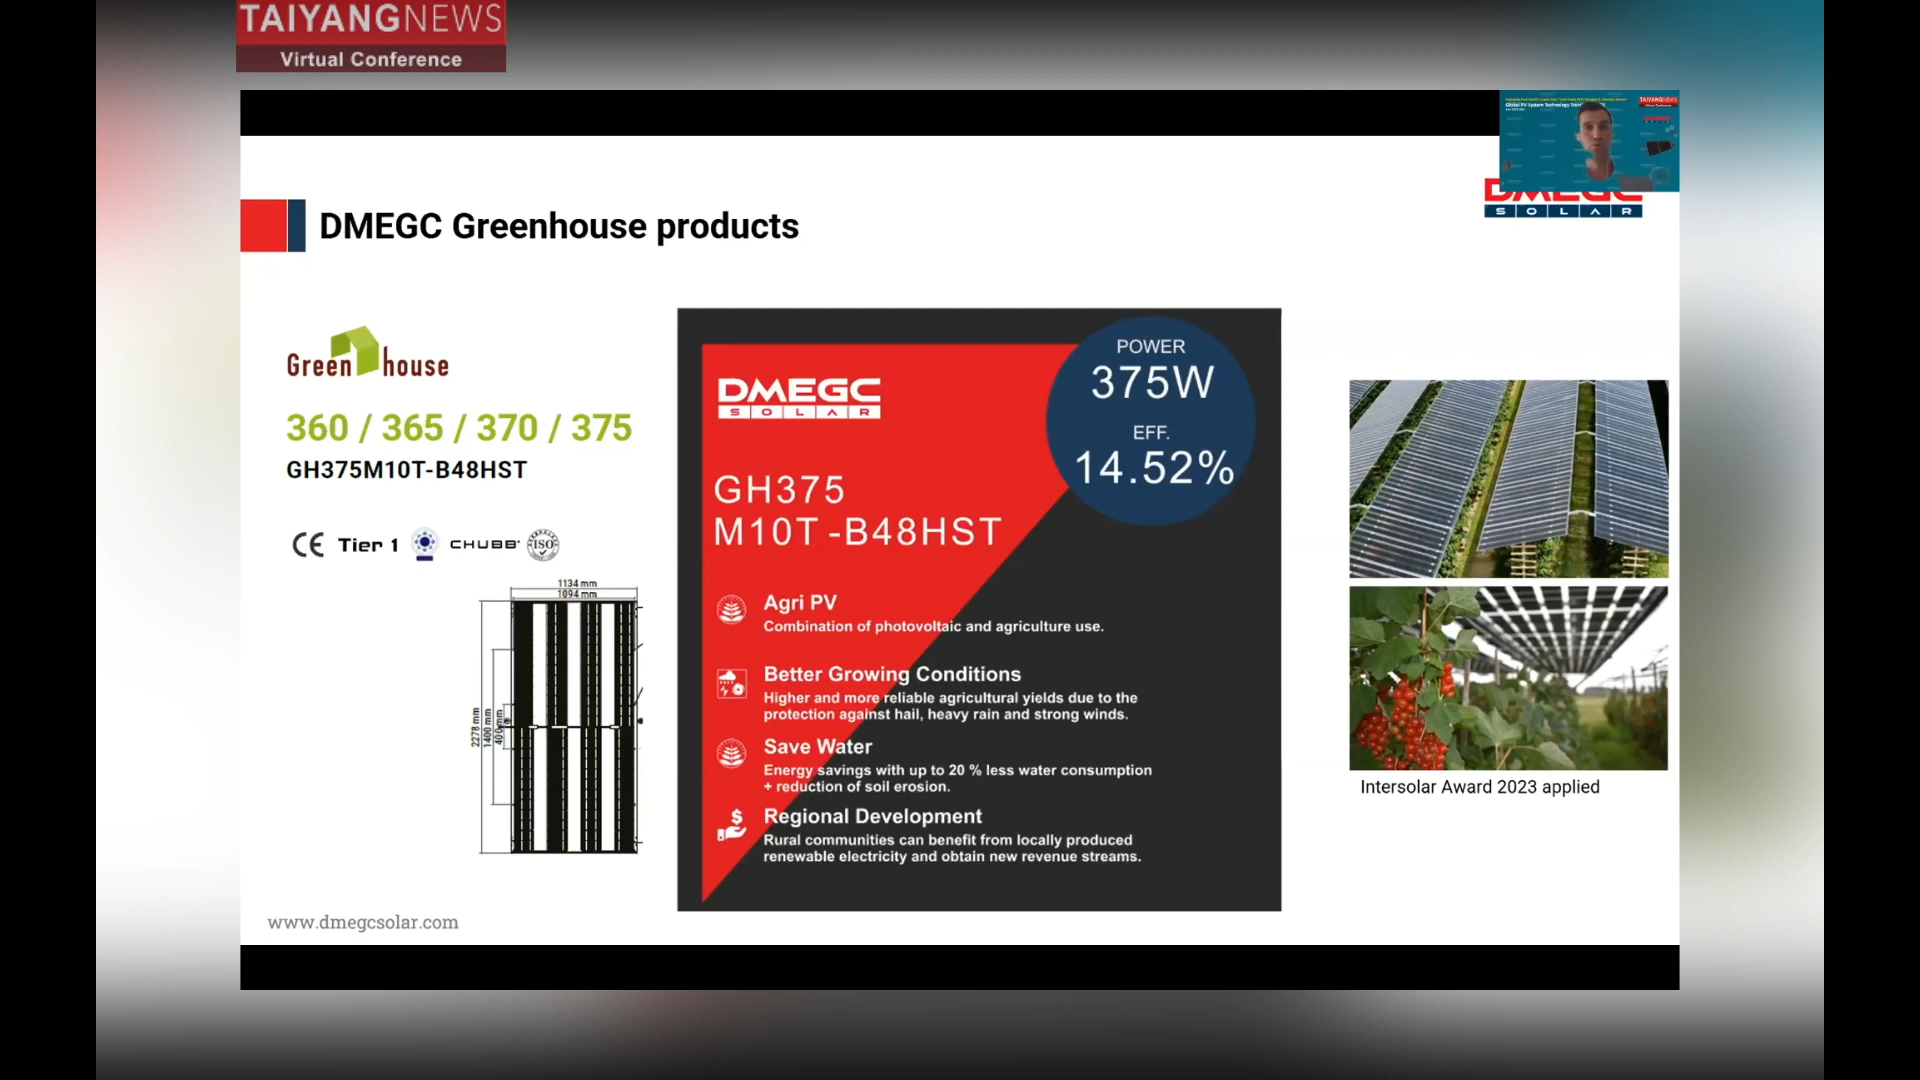 TAIYANGNEWS
Virtual Conference
TAIYANGNEWS
DMEGC
SOLAR
DMEGC Greenhouse products
Green house
360 / 365 / 370 / 375
GH375M10T-B48HST
CE Tier 1 CHUBB ISO
1134 mm
1094 mm
2278 mm
1400 mm
400 mm
DMEGC
SOLAR
POWER
375W
EFF.
14.52%
GH375
M10T -B48HST
Agri PV
Combination of photovoltaic and agriculture use.
Better Growing Conditions
Higher and more reliable agricultural yields due to the
protection against hail, heavy rain and strong winds.
Save Water
Energy savings with up to 20 % less water consumption
+ reduction of soil erosion.
Regional Development
Rural communities can benefit from locally produced
renewable electricity and obtain new revenue streams.
Intersolar Award 2023 applied
www.dmegcsolar.com